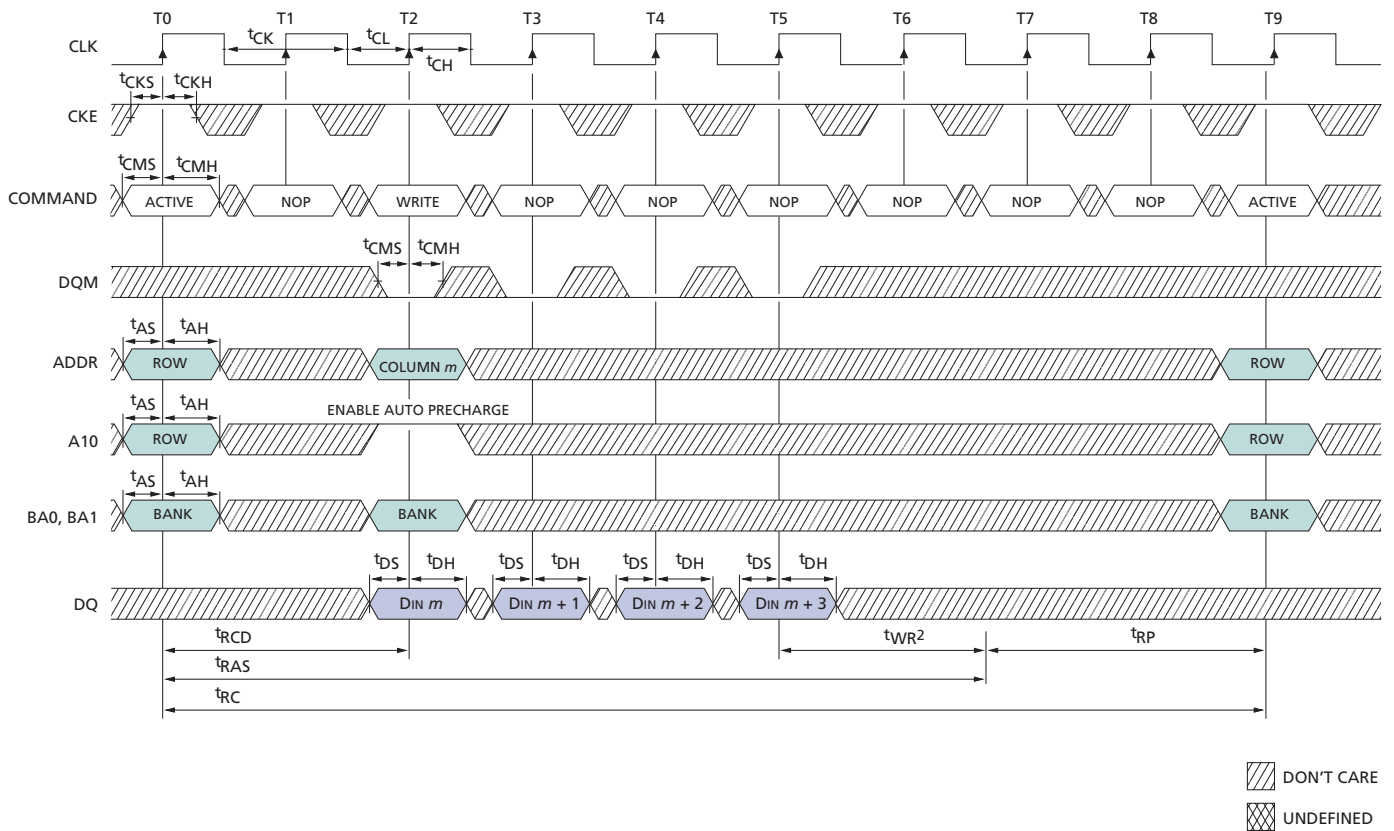 T0 T1 T2 T3 T4 T5 T6 T7 T8 T9
CLK tCK tCL tCH
tCKS tCKH
CKE
tCMS tCMH
COMMAND ACTIVE NOP WRITE NOP NOP NOP NOP NOP NOP ACTIVE
tCMS tCMH
DQM
tAS tAH
ADDR ROW COLUMN m ROW
tAS tAH ENABLE AUTO PRECHARGE
A10 ROW ROW
tAS tAH
BA0, BA1 BANK BANK BANK
tDS tDH tDS tDH tDS tDH tDS tDH
DQ DIN m DIN m + 1 DIN m + 2 DIN m + 3
tRCD tWR2 tRP
tRAS
tRC
DON'T CARE
UNDEFINED